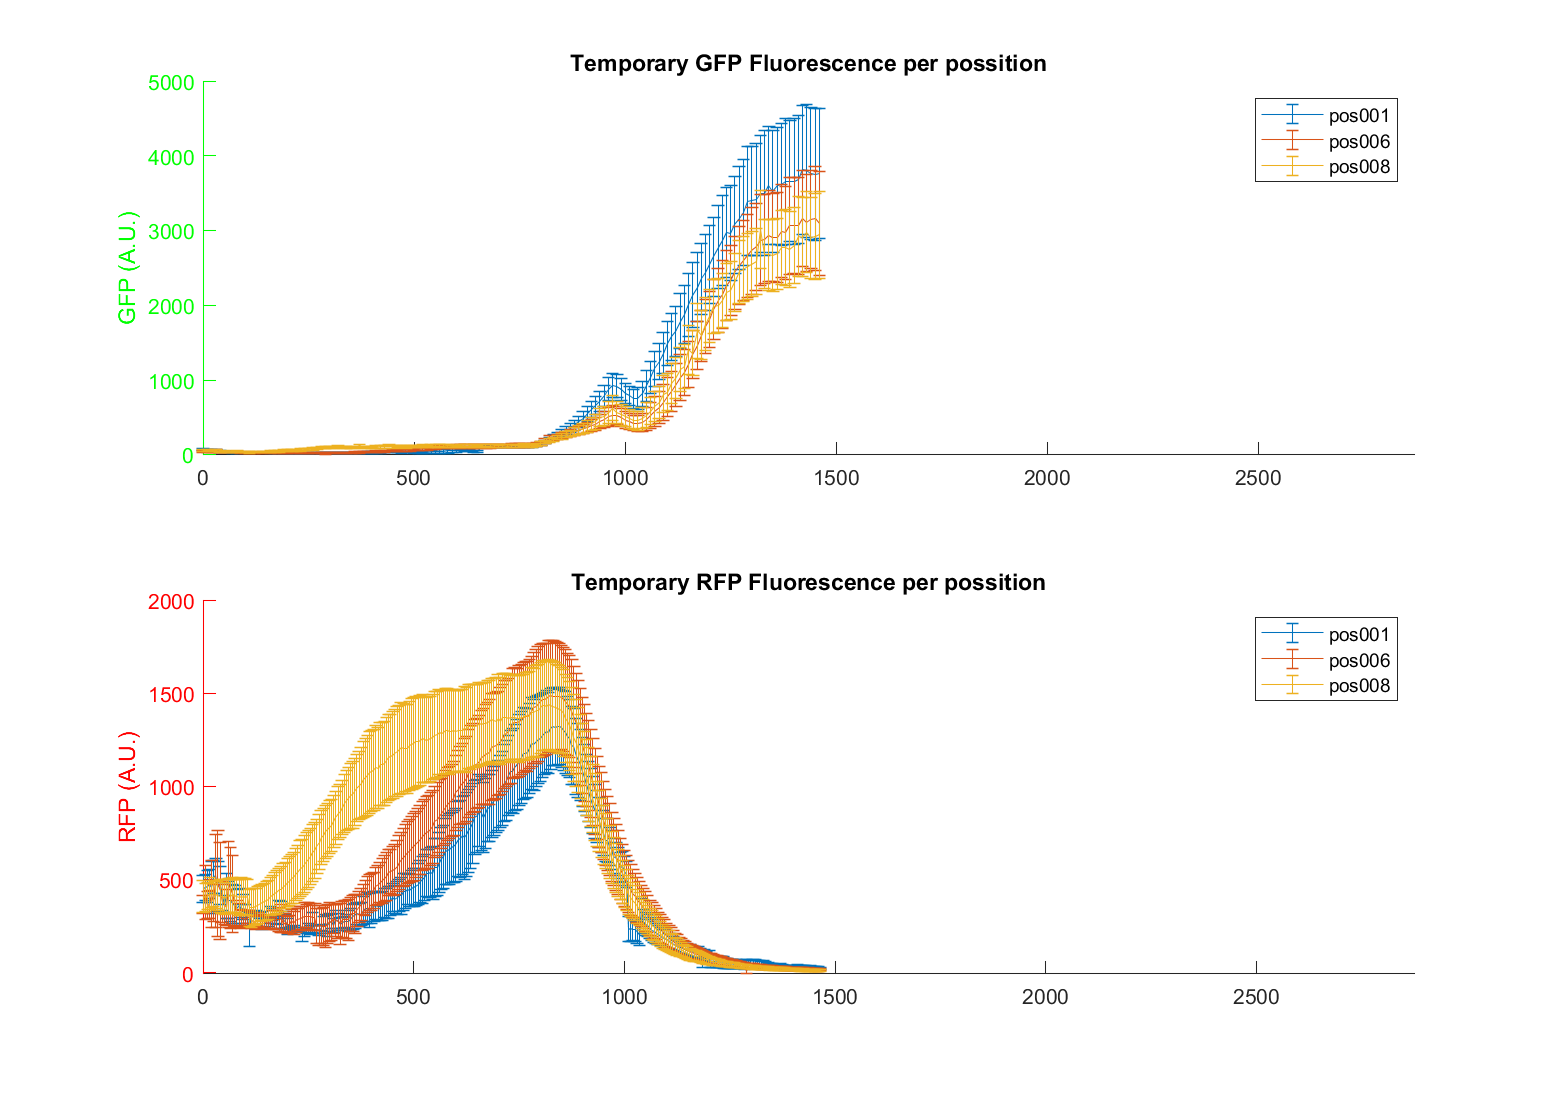 Temporary GFP Fluorescence per possition
5000
4000
3000
2000
1000
0
GFP (A.U.)
0 500 1000 1500 2000 2500
pos001
pos006
pos008
Temporary RFP Fluorescence per possition
2000
1500
1000
500
0
RFP (A.U.)
0 500 1000 1500 2000 2500
pos001
pos006
pos008